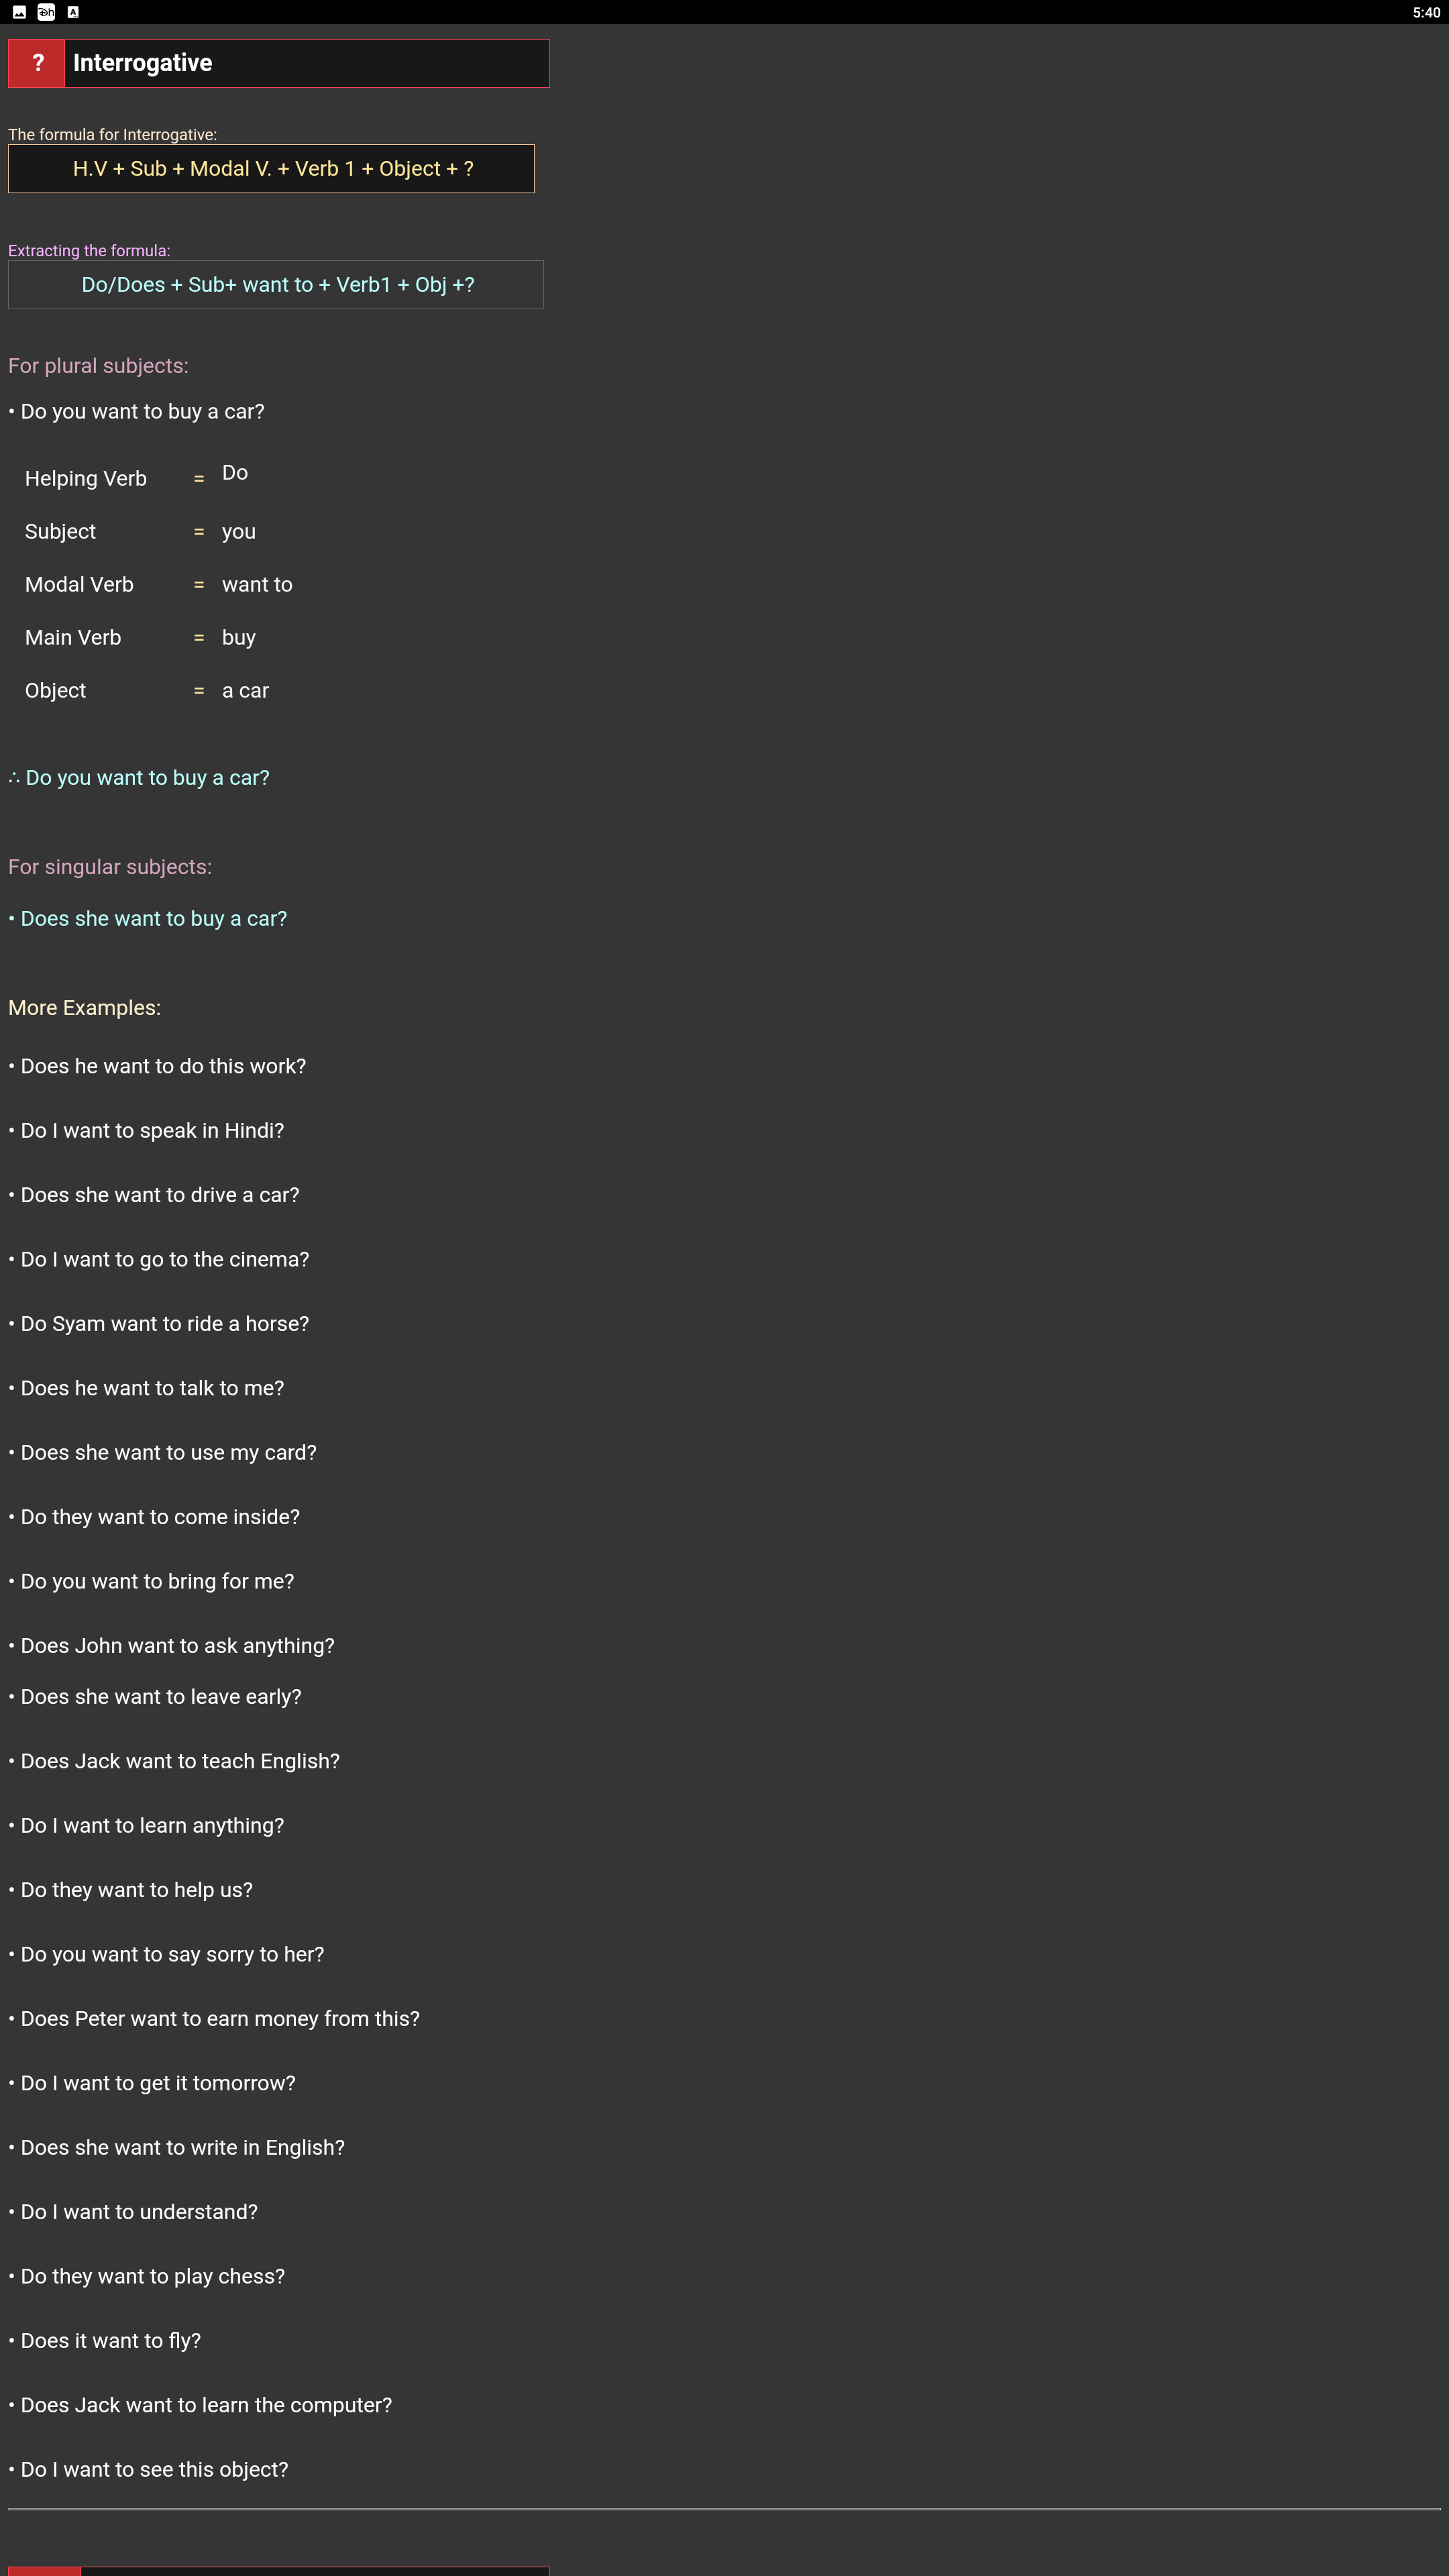 5:40
? Interrogative
The formula for Interrogative:
H.V + Sub + Modal V. + Verb 1 + Object + ?
Extracting the formula:
Do/Does + Sub+ want to + Verb1 + Obj +?
For plural subjects:
• Do you want to buy a car?
Helping Verb = Do
Subject = you
Modal Verb = want to
Main Verb = buy
Object = a car
∴ Do you want to buy a car?
For singular subjects:
• Does she want to buy a car?
More Examples:
• Does he want to do this work?
• Do I want to speak in Hindi?
• Does she want to drive a car?
• Do I want to go to the cinema?
• Do Syam want to ride a horse?
• Does he want to talk to me?
• Does she want to use my card?
• Do they want to come inside?
• Do you want to bring for me?
• Does John want to ask anything?
• Does she want to leave early?
• Does Jack want to teach English?
• Do I want to learn anything?
• Do they want to help us?
• Do you want to say sorry to her?
• Does Peter want to earn money from this?
• Do I want to get it tomorrow?
• Does she want to write in English?
• Do I want to understand?
• Do they want to play chess?
• Does it want to fly?
• Does Jack want to learn the computer?
• Do I want to see this object?